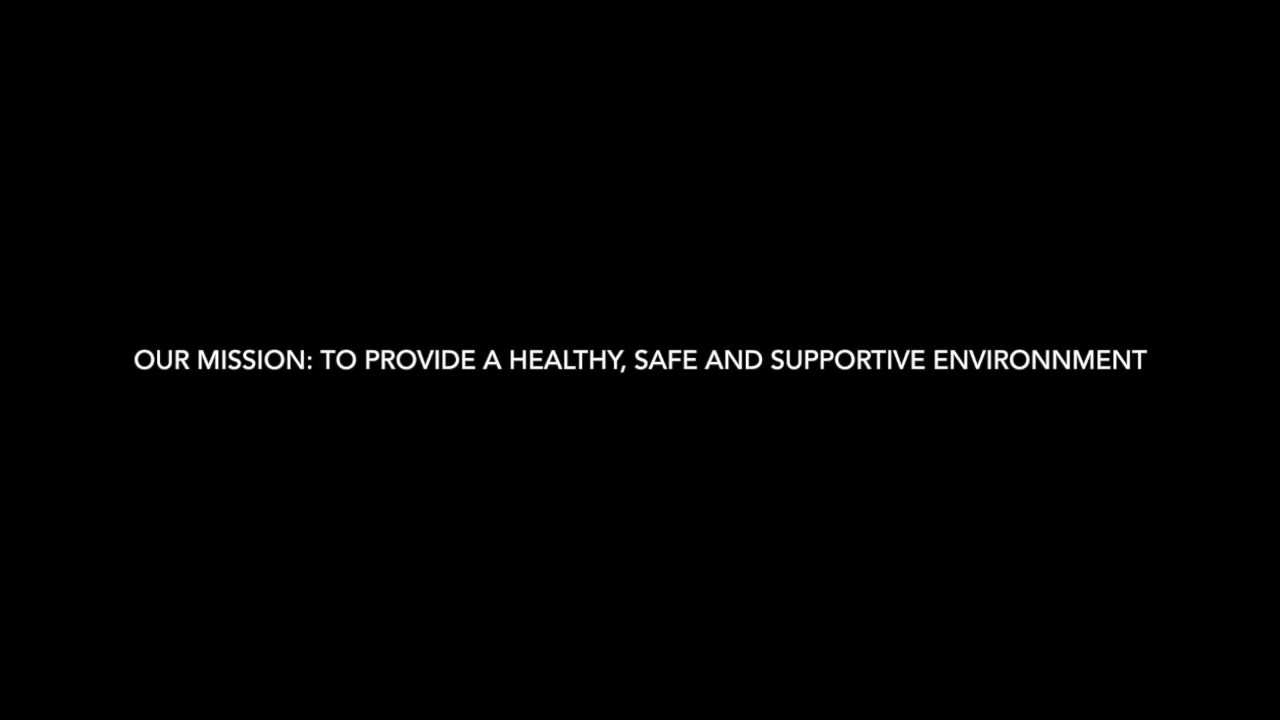 OUR MISSION: TO PROVIDE A HEALTHY, SAFE AND SUPPORTIVE ENVIRONNMENT